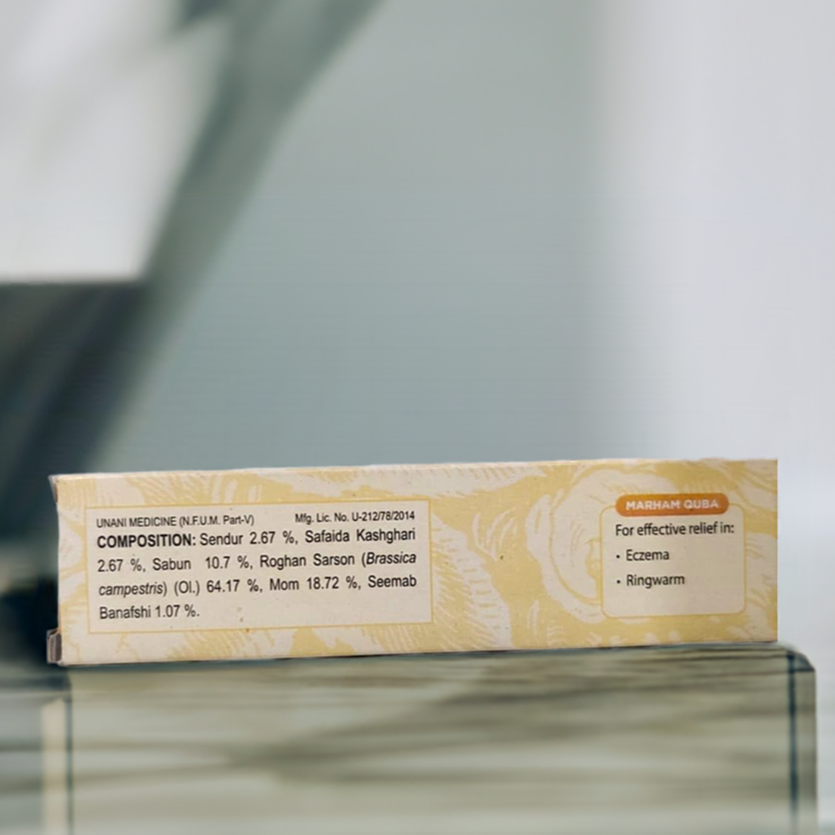 UNANI MEDICINE (N.F.U.M. Part-V) Mfg. Lic. No. U-212/78/2014
COMPOSITION: Sendur 2.67 %, Safaida Kashghari
2.67 %, Sabun 10.7 %, Roghan Sarson (Brassica
campestris) (Ol.) 64.17 %, Mom 18.72 %, Seemab
Banafshi 1.07 %.
MARHAM QUBA
For effective relief in:
• Eczema
• Ringwarm